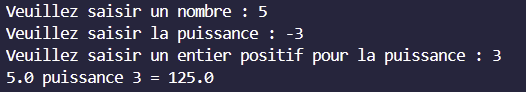 Veuillez saisir un nombre : 5
Veuillez saisir la puissance : -3
Veuillez saisir un entier positif pour la puissance : 3
5.0 puissance 3 = 125.0